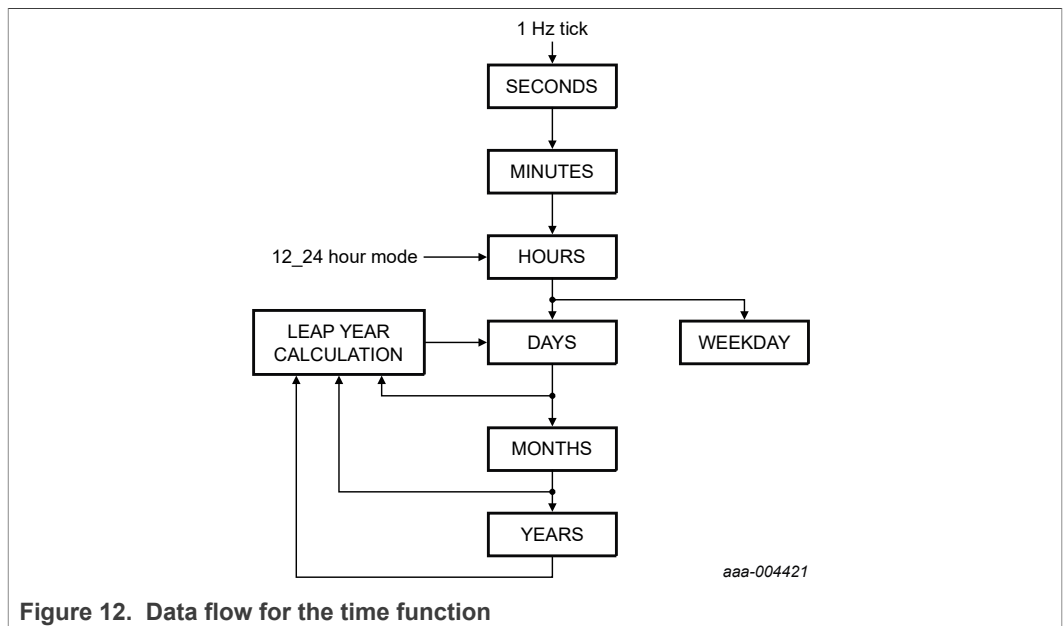 1 Hz tick
SECONDS
MINUTES
12_24 hour mode
HOURS
LEAP YEAR
CALCULATION
DAYS
WEEKDAY
MONTHS
YEARS
aaa-004421
Figure 12. Data flow for the time function